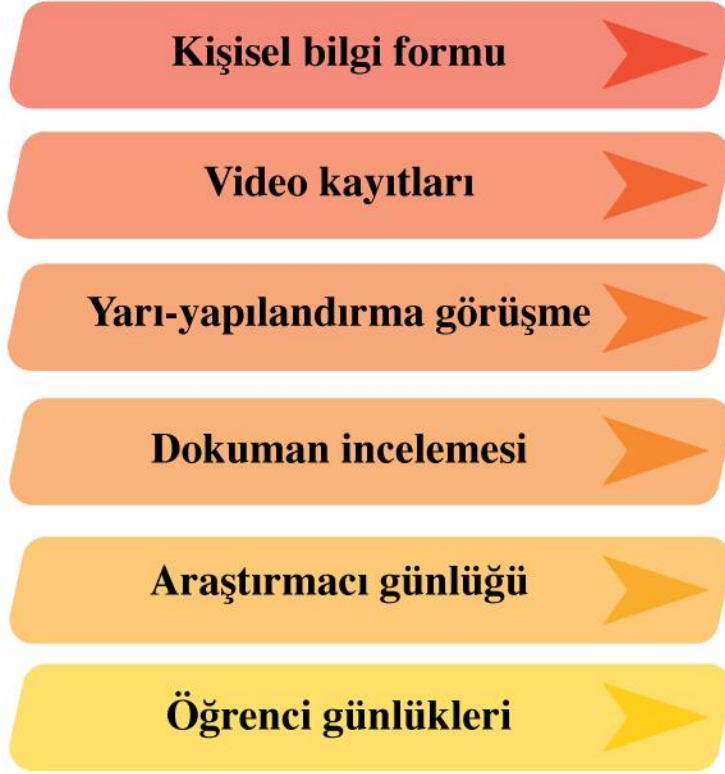 Kişisel bilgi formu
Video kayıtları
Yarı-yapılandırma görüşme
Dokuman incelemesi
Araştırmacı günlüğü
Öğrenci günlükleri